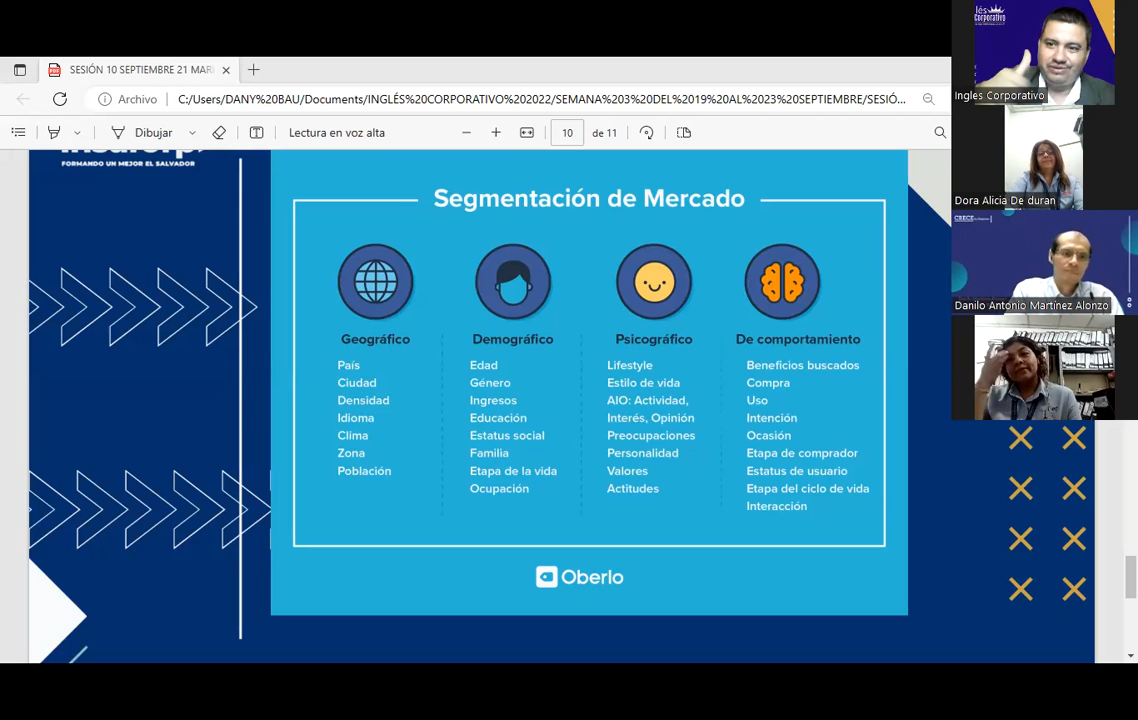 SESIÓN 10 SEPTIEMBRE 21 MAR
Archivo
C:/Users/DANY%20BAU/Documents/INGLÉS%20CORPORATIVO%202022/SEMANA%203%20DEL%2019%20AL%2023%20SEPTIEMBRE/SESIÓ...
Dibujar
Lectura en voz alta
10
de 11
FORMANDO UN MEJOR EL SALVADOR
Segmentación de Mercado
Geográfico
País
Ciudad
Densidad
Idioma
Clima
Zona
Población
Demográfico
Edad
Género
Ingresos
Educación
Estatus social
Familia
Etapa de la vida
Ocupación
Psicográfico
Lifestyle
Estilo de vida
AIO: Actividad,
Interés, Opinión
Preocupaciones
Personalidad
Valores
Actitudes
De comportamiento
Beneficios buscados
Compra
Uso
Intención
Ocasión
Etapa de comprador
Estatus de usuario
Etapa del ciclo de vida
Interacción
Oberlo
lés
Corporativo
Ingles Corporativo
Dora Alicia De duran
CRECE
Danilo Antonio Martínez Alonzo